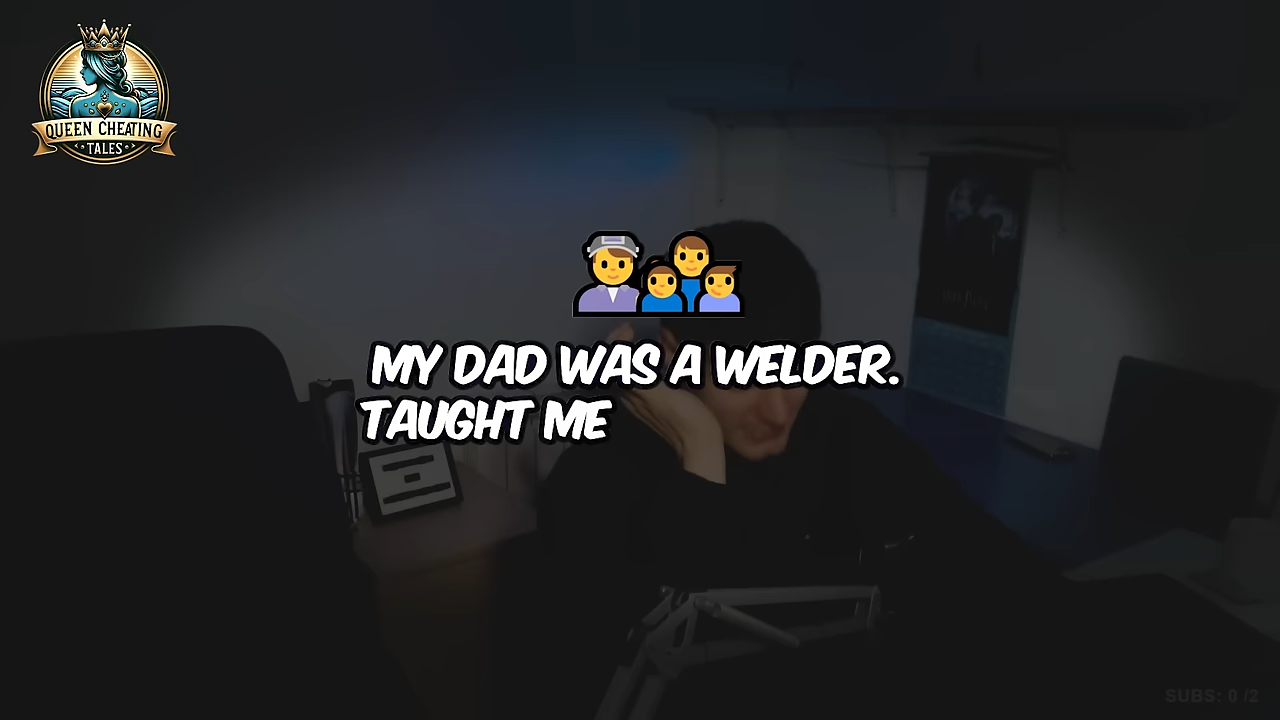 QUEEN CHEATING
TALES
MY DAD WAS A WELDER.
TAUGHT ME
SUBS: 0 /2